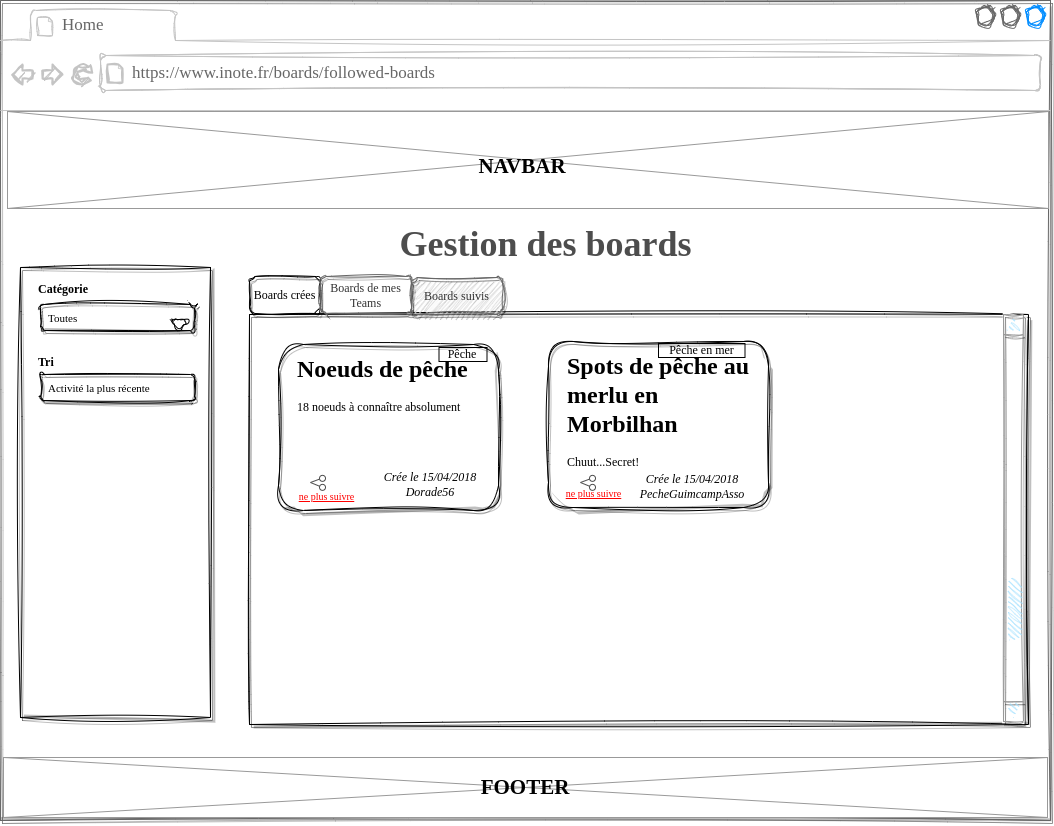 Home
https://www.inote.fr/boards/followed-boards
NAVBAR
Gestion des boards
Catégorie
Toutes
Tri
Activité la plus récente
Boards crées
Boards de mes
Teams
Boards suivis
Pêche
Noeuds de pêche
18 noeuds à connaître absolument
ne plus suivre
Crée le 15/04/2018
Dorade56
Pêche en mer
Spots de pêche au
merlu en
Morbilhan
Chuut...Secret!
ne plus suivre
Crée le 15/04/2018
PecheGuimcampAsso
FOOTER